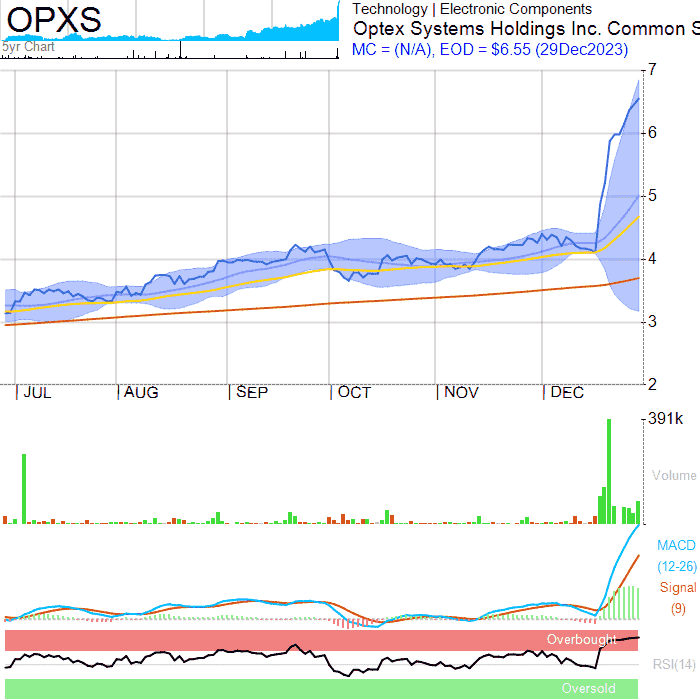 OPXS
5yr Chart
Technology | Electronic Components
Optex Systems Holdings Inc. Common S
MC = (N/A), EOD = $6.55 (29Dec2023)
7
6
5
4
3
2
JUL AUG SEP OCT NOV DEC
391k
Volume
MACD
(12-26)
Signal
(9)
Overbought
RSI(14)
Oversold